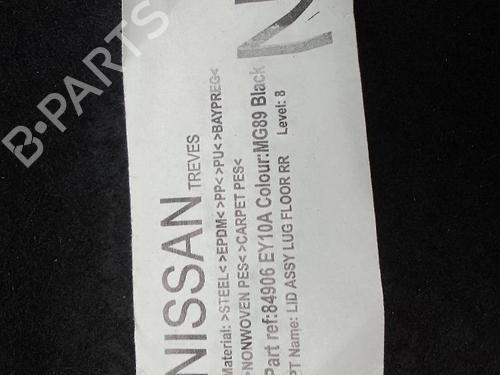 NISSAN
TREVES
Material: >STEEL< >EPDM< >PP< >PU< >BAYPREG<
>NONWOVEN PES< >CARPET PES<
Part ref:84906 EY10A Colour:MG89 Black
PT Name: LID ASSY LUG FLOOR RR Level: 8
B-PARTS